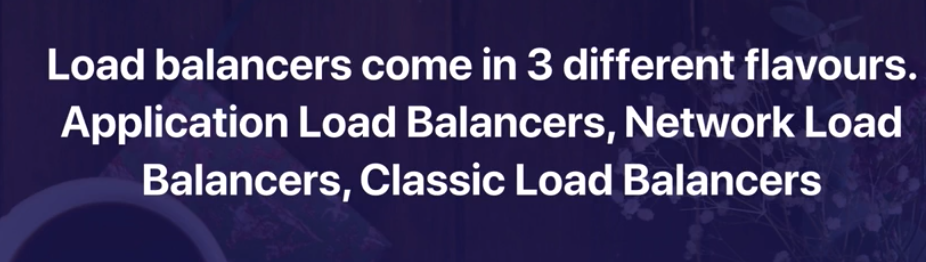 Load balancers come in 3 different flavours.
Application Load Balancers, Network Load
Balancers, Classic Load Balancers